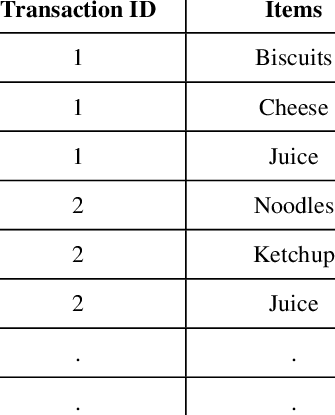 Transaction ID Items
1 Biscuits
1 Cheese
1 Juice
2 Noodles
2 Ketchup
2 Juice
. .
. .